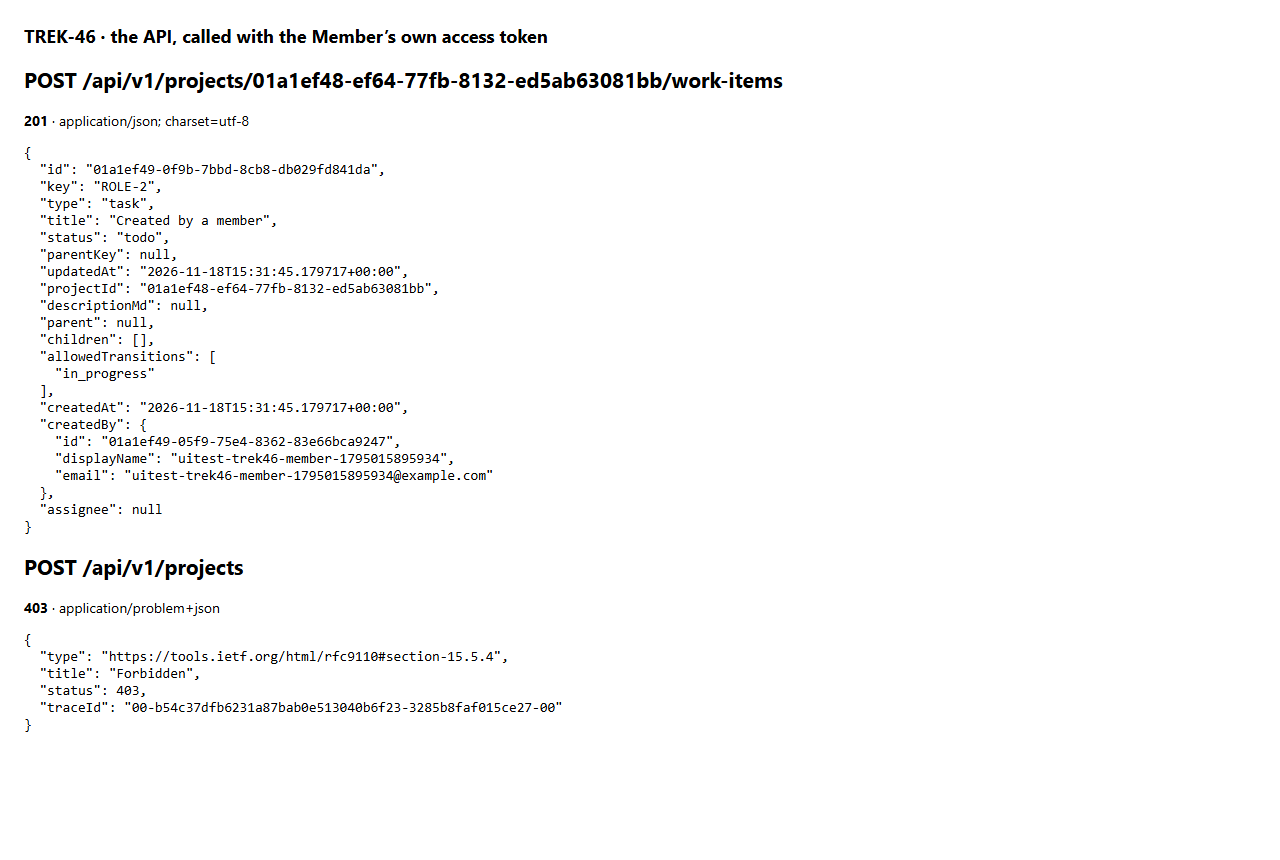 TREK-46 · the API, called with the Member’s own access token
POST /api/v1/projects/01a1ef48-ef64-77fb-8132-ed5ab63081bb/work-items
201 · application/json; charset=utf-8
{
  "id": "01a1ef49-0f9b-7bbd-8cb8-db029fd841da",
  "key": "ROLE-2",
  "type": "task",
  "title": "Created by a member",
  "status": "todo",
  "parentKey": null,
  "updatedAt": "2026-11-18T15:31:45.179717+00:00",
  "projectId": "01a1ef48-ef64-77fb-8132-ed5ab63081bb",
  "descriptionMd": null,
  "parent": null,
  "children": [],
  "allowedTransitions": [
    "in_progress"
  ],
  "createdAt": "2026-11-18T15:31:45.179717+00:00",
  "createdBy": {
    "id": "01a1ef49-05f9-75e4-8362-83e66bca9247",
    "displayName": "uitest-trek46-member-1795015895934",
    "email": "uitest-trek46-member-1795015895934@example.com"
  },
  "assignee": null
}
POST /api/v1/projects
403 · application/problem+json
{
  "type": "https://tools.ietf.org/html/rfc9110#section-15.5.4",
  "title": "Forbidden",
  "status": 403,
  "traceId": "00-b54c37dfb6231a87bab0e513040b6f23-3285b8faf015ce27-00"
}